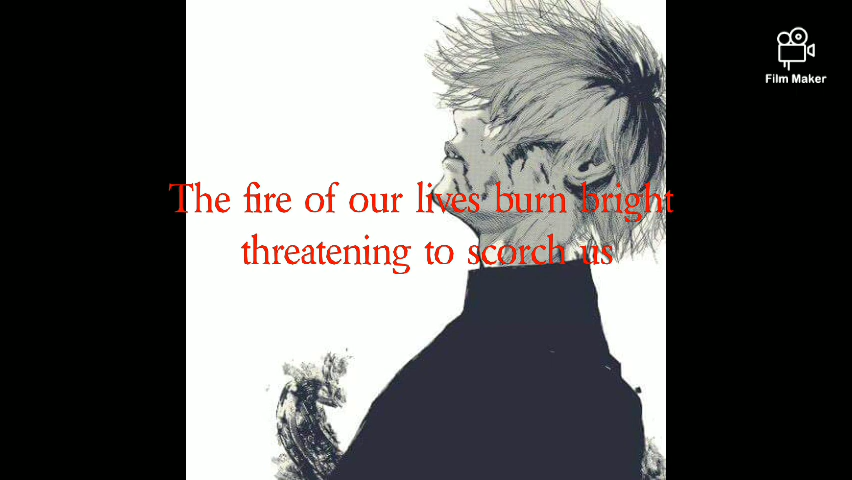 Film Maker
The fire of our lives burn bright
threatening to scorch us